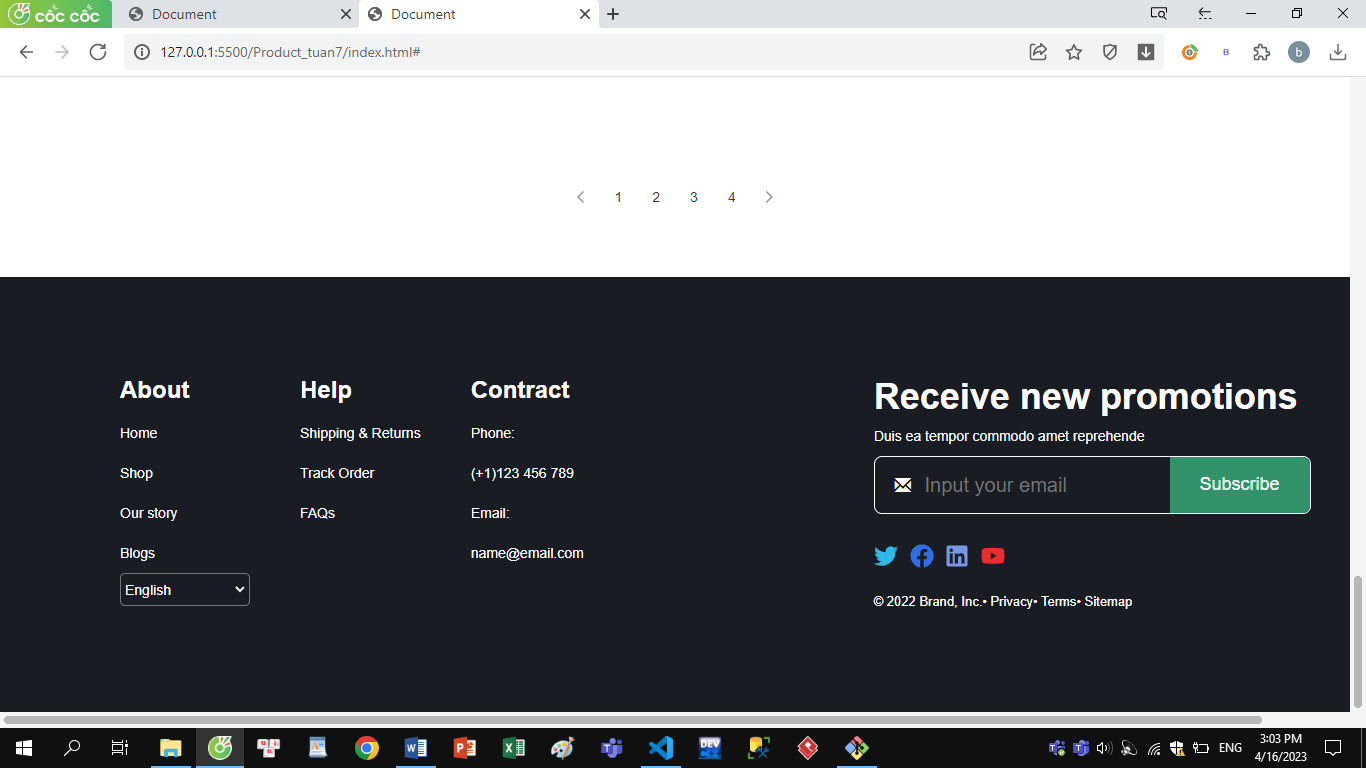 cốc cốc
Document
Document
127.0.0.1:5500/Product_tuan7/index.html#
B
b
1 2 3 4
About
Home
Shop
Our story
Blogs
English
Help
Shipping & Returns
Track Order
FAQs
Contract
Phone:
(+1)123 456 789
Email:
name@email.com
Receive new promotions
Duis ea tempor commodo amet reprehende
Input your email
Subscribe
© 2022 Brand, Inc.• Privacy• Terms• Sitemap
DEV
ENG
3:03 PM
4/16/2023